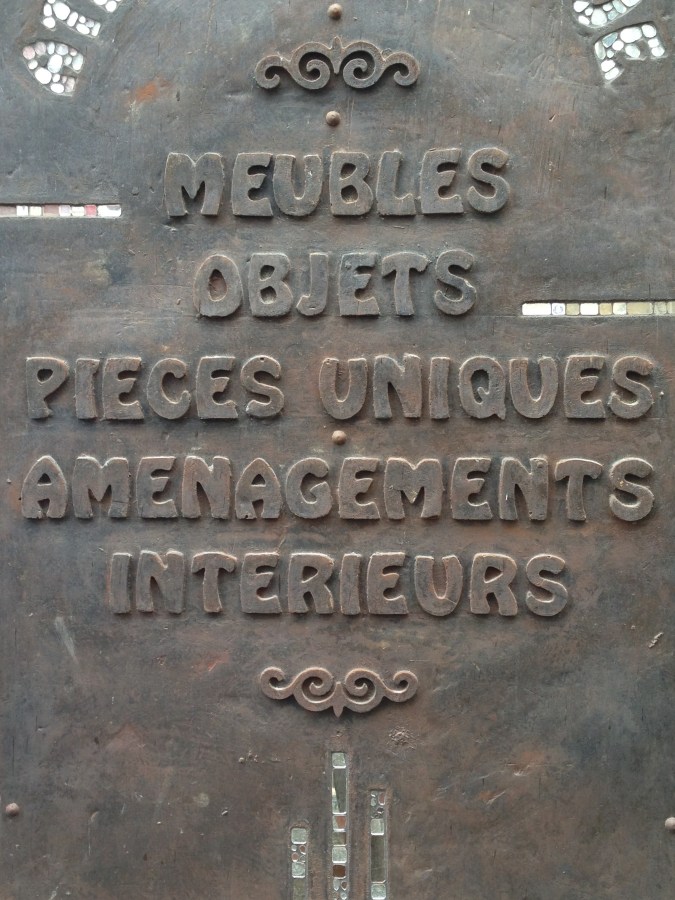 MEUBLES
OBJETS
PIECES UNIQUES
AMENAGEMENTS
INTERIEURS